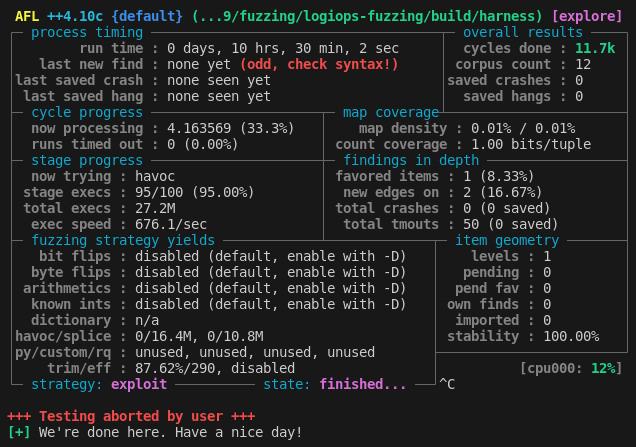 AFL ++4.10c {default} (...9/fuzzing/logiops-fuzzing/build/harness) [explore]
process timing overall results
run time : 0 days, 10 hrs, 30 min, 2 sec cycles done : 11.7k
last new find : none yet (odd, check syntax!) corpus count : 12
last saved crash : none seen yet saved crashes : 0
last saved hang : none seen yet saved hangs : 0
cycle progress map coverage
now processing : 4.163569 (33.3%) map density : 0.01% / 0.01%
runs timed out : 0 (0.00%) count coverage : 1.00 bits/tuple
stage progress findings in depth
now trying : havoc favored items : 1 (8.33%)
stage execs : 95/100 (95.00%) new edges on : 2 (16.67%)
total execs : 27.2M total crashes : 0 (0 saved)
exec speed : 676.1/sec total tmouts : 50 (0 saved)
fuzzing strategy yields item geometry
bit flips : disabled (default, enable with -D) levels : 1
byte flips : disabled (default, enable with -D) pending : 0
arithmetics : disabled (default, enable with -D) pend fav : 0
known ints : disabled (default, enable with -D) own finds : 0
dictionary : n/a imported : 0
havoc/splice : 0/16.4M, 0/10.8M stability : 100.00%
py/custom/rq : unused, unused, unused, unused
trim/eff : 87.62%/290, disabled [cpu000: 12%]
strategy: exploit state: finished... ^C
+++ Testing aborted by user +++
[+] We're done here. Have a nice day!